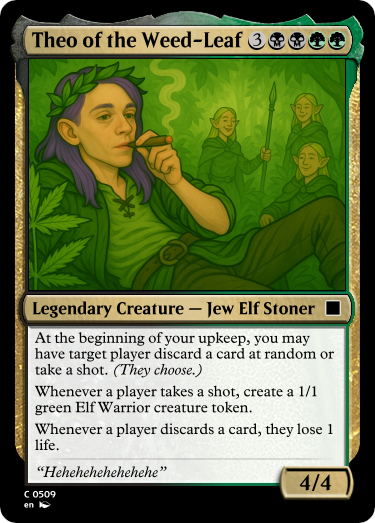 Theo of the Weed-Leaf 3
Legendary Creature — Jew Elf Stoner
At the beginning of your upkeep, you may
have target player discard a card at random or
take a shot. (They choose.)
Whenever a player takes a shot, create a 1/1
green Elf Warrior creature token.
Whenever a player discards a card, they lose 1
life.
“Hehehehehehehehe”
4/4
C 0509
en